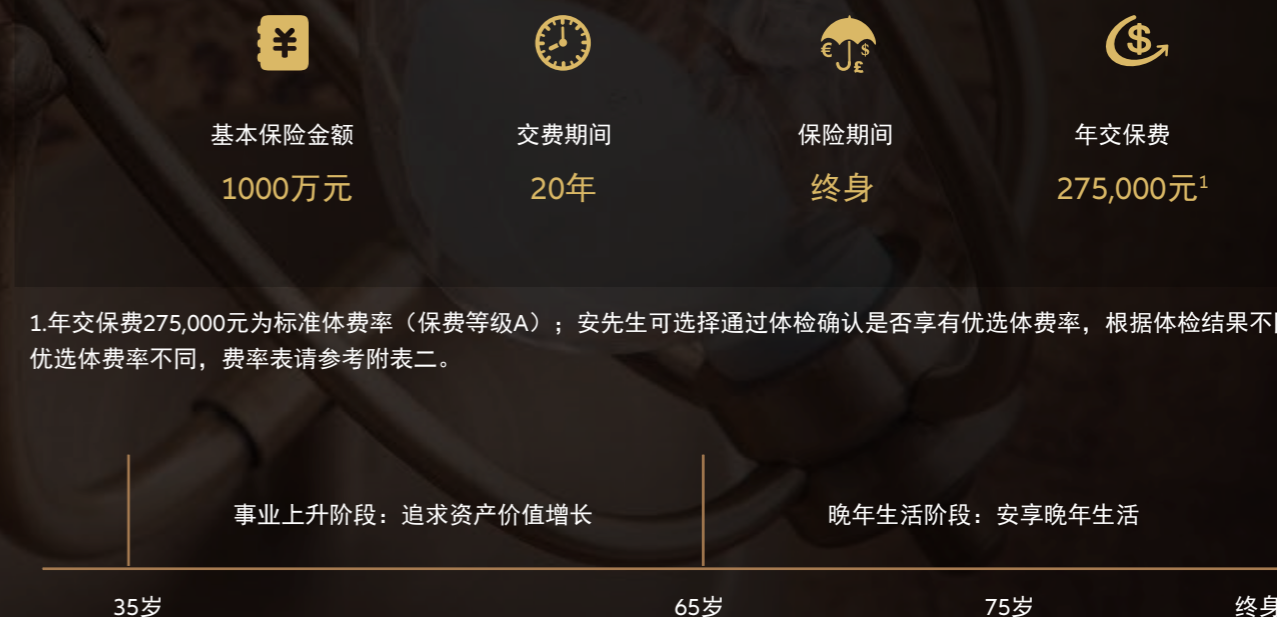 基本保险金额 交费期间 保险期间 年交保费
1000万元 20年 终身 275,000元1
1.年交保费275,000元为标准体费率（保费等级A）；安先生可选择通过体检确认是否享有优选体费率，根据体检结果不
优选体费率不同，费率表请参考附表二。
事业上升阶段：追求资产价值增长 晚年生活阶段：安享晚年生活
35岁 65岁 75岁 终身